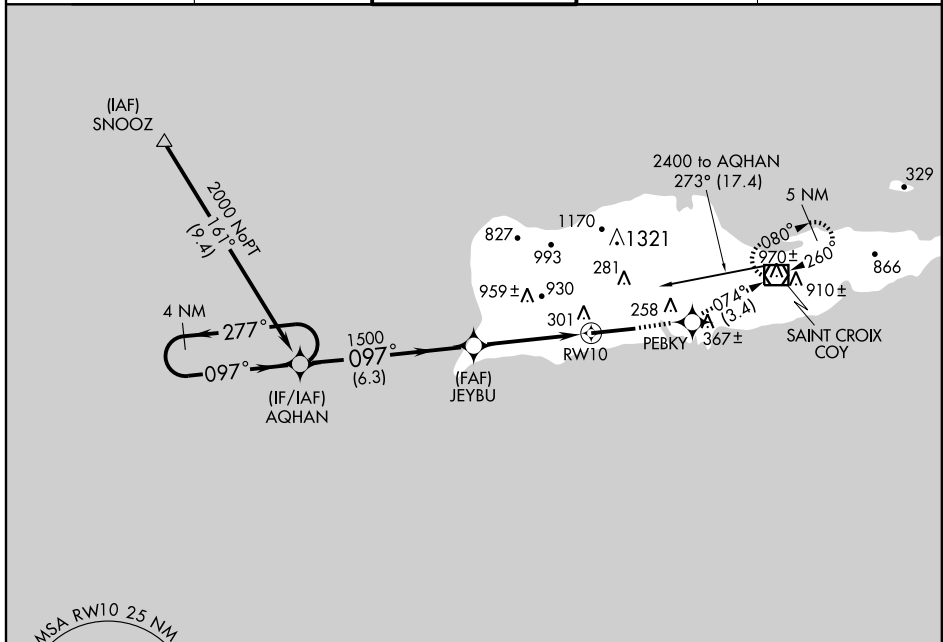 (IAF)
SNOOZ
2000 NoPT
161°
(9.4)
4 NM
277°
097°
(IF/IAF)
AQHAN
1500
097°
(6.3)
(FAF)
JEYBU
827
993
1170
1321
281
959±
930
301
258
RW10
PEBKY
367±
074°
(3.4)
2400 to AQHAN
273° (17.4)
5 NM
080°
260°
970±
910±
866
329
SAINT CROIX
COY
MSA RW10 25 NM